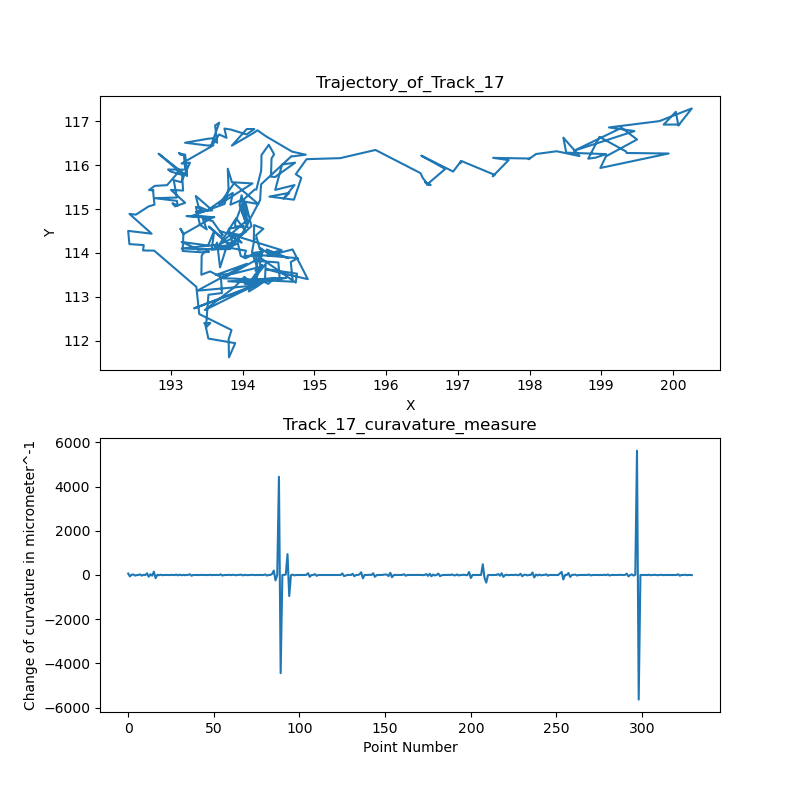 Trajectory_of_Track_17
117
116
115
114
113
112
Y
193 194 195 196 197 198 199 200
X
Track_17_curavature_measure
6000
4000
2000
0
−2000
−4000
−6000
Change of curvature in micrometer^-1
0 50 100 150 200 250 300
Point Number